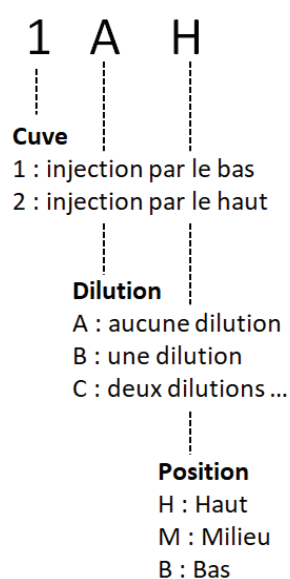 1 A H
Cuve
1 : injection par le bas
2 : injection par le haut
Dilution
A : aucune dilution
B : une dilution
C : deux dilutions ...
Position
H : Haut
M : Milieu
B : Bas